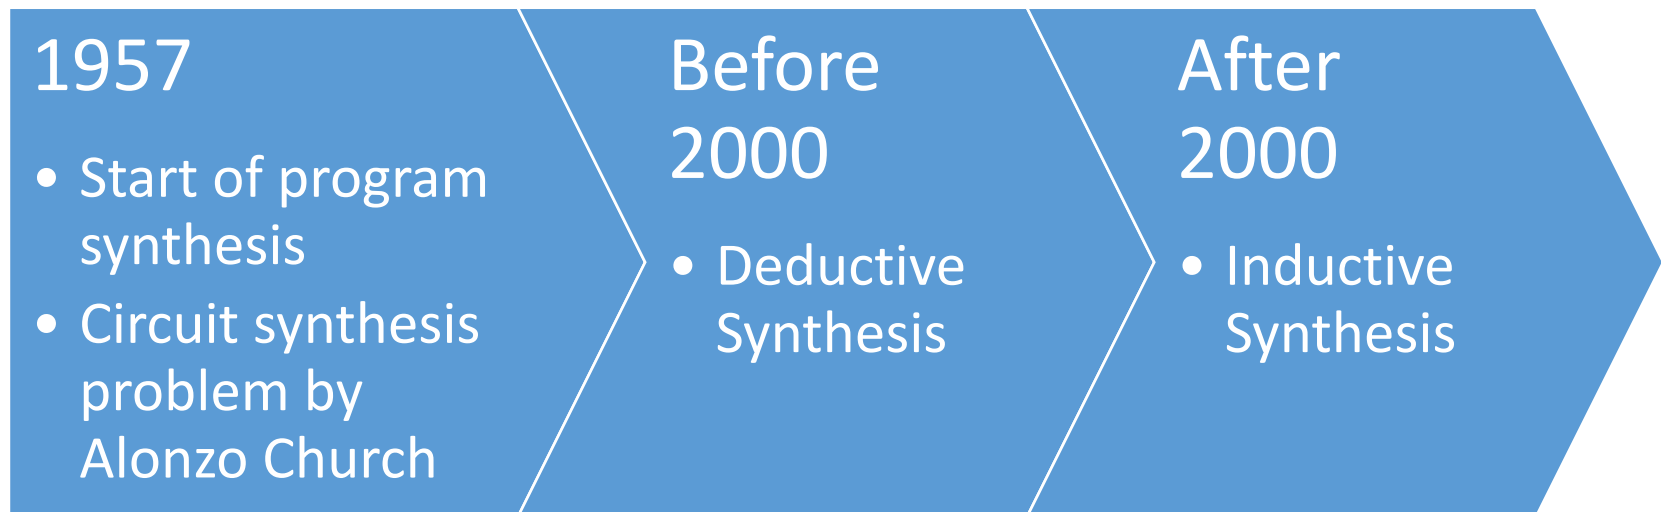 1957
• Start of program
synthesis
• Circuit synthesis
problem by
Alonzo Church
Before
2000
• Deductive
Synthesis
After
2000
• Inductive
Synthesis